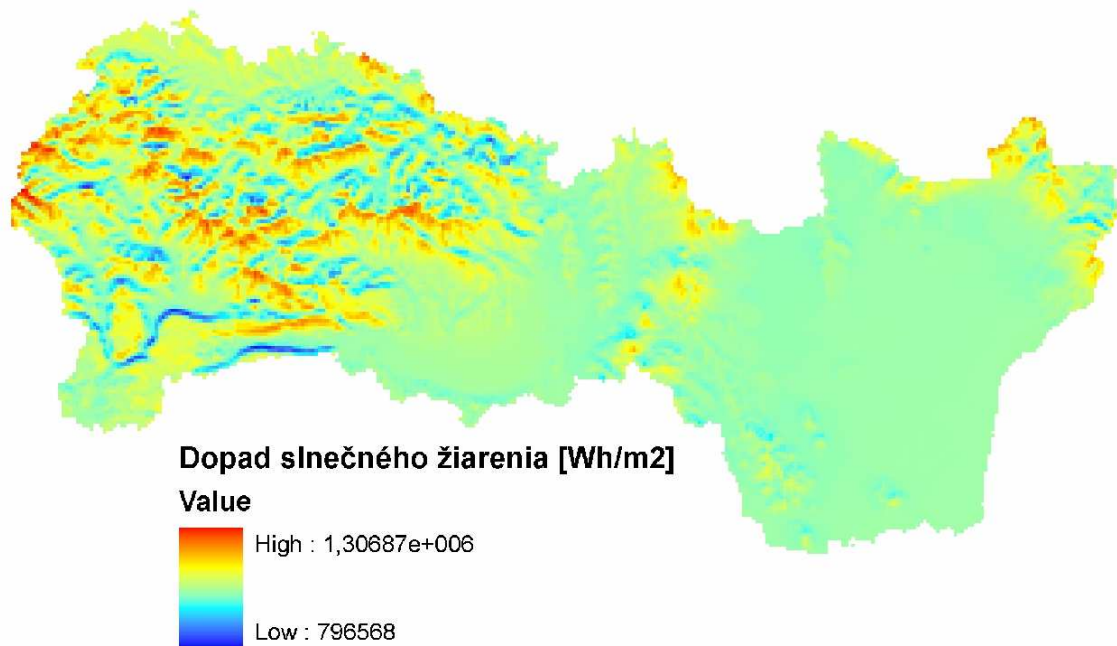 Dopad slnečného žiarenia [Wh/m2]
Value
High : 1,30687e+006
Low : 796568